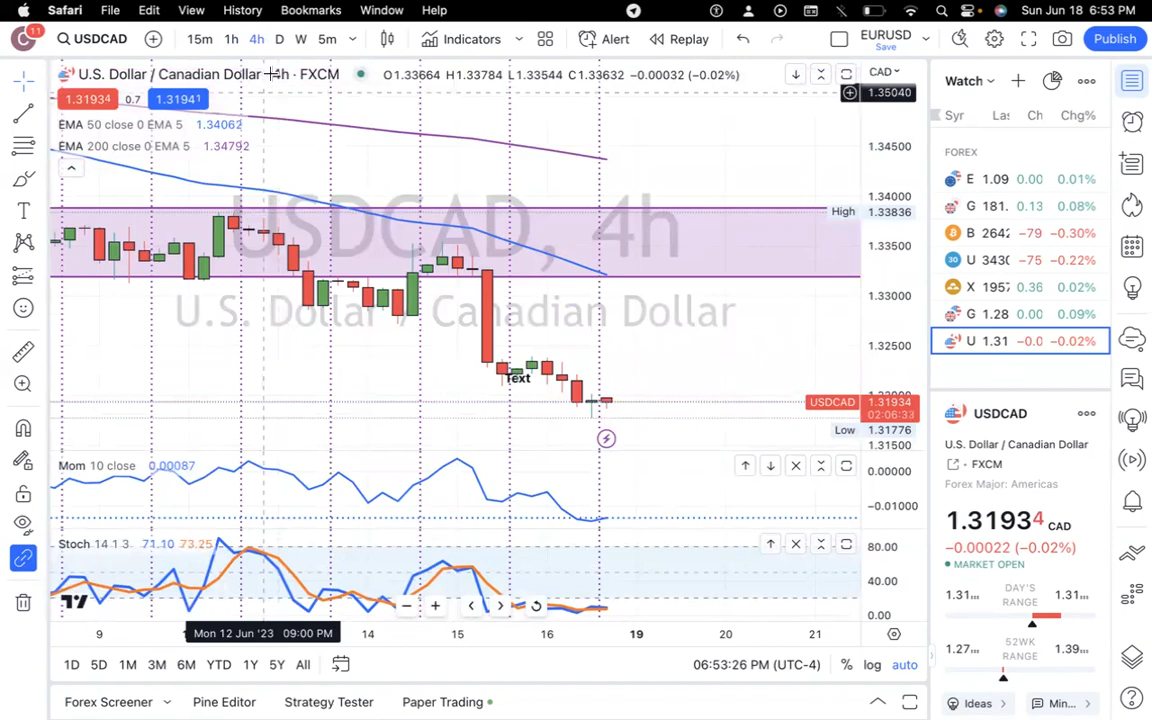 Safari File Edit View History Bookmarks Window Help Sun Jun 18 6:53 PM
C 11 USDCAD 15m 1h 4h D W 5m Indicators Alert Replay EURUSD Save Publish
U.S. Dollar / Canadian Dollar 4h · FXCM O1.33664 H1.33784 L1.33544 C1.33632 −0.00032 (−0.02%) CAD
1.31934 0.7 1.31941
EMA 50 close 0 EMA 5 1.34062
EMA 200 close 0 EMA 5 1.34792
USDCAD, 4h
U.S. Dollar / Canadian Dollar
Text
1.35040
1.34500
1.34000
High 1.33836
1.33500
1.33000
1.32500
USDCAD 1.31934
02:06:33
Low 1.31776
1.31500
Mom 10 close 0.00087
0.00000
−0.01000
Stoch 14 1 3 71.10 73.25
80.00
40.00
0.00
9 Mon 12 Jun '23 09:00 PM 14 15 16 19 20 21
1D 5D 1M 3M 6M YTD 1Y 5Y All 06:53:26 PM (UTC-4) % log auto
Forex Screener Pine Editor Strategy Tester Paper Trading
Watch
Syr Las Ch Chg%
FOREX
E 1.09 0.00 0.01%
G 181. 0.13 0.08%
B 2642 −79 −0.30%
30 U 3430 −75 −0.22%
X 1957 0.36 0.02%
G 1.28 0.00 0.09%
U 1.31 −0.0 −0.02%
USDCAD
U.S. Dollar / Canadian Dollar
FXCM
Forex Major: Americas
1.31934 CAD
−0.00022 (−0.02%)
MARKET OPEN
1.31... DAY'S RANGE 1.31...
1.27... 52WK RANGE 1.39...
Ideas Min...